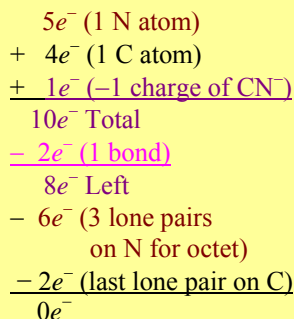 5e⁻ (1 N atom)
+ 4e⁻ (1 C atom)
+ 1e⁻ (–1 charge of CN⁻)
10e⁻ Total
– 2e⁻ (1 bond)
8e⁻ Left
– 6e⁻ (3 lone pairs
on N for octet)
– 2e⁻ (last lone pair on C)
0e⁻